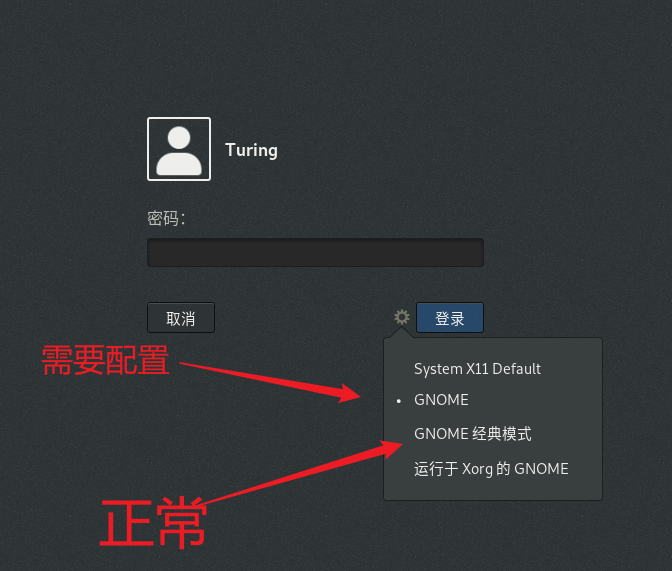 Turing
密码：
取消
登录
需要配置
System X11 Default
GNOME
GNOME 经典模式
运行于 Xorg 的 GNOME
正常